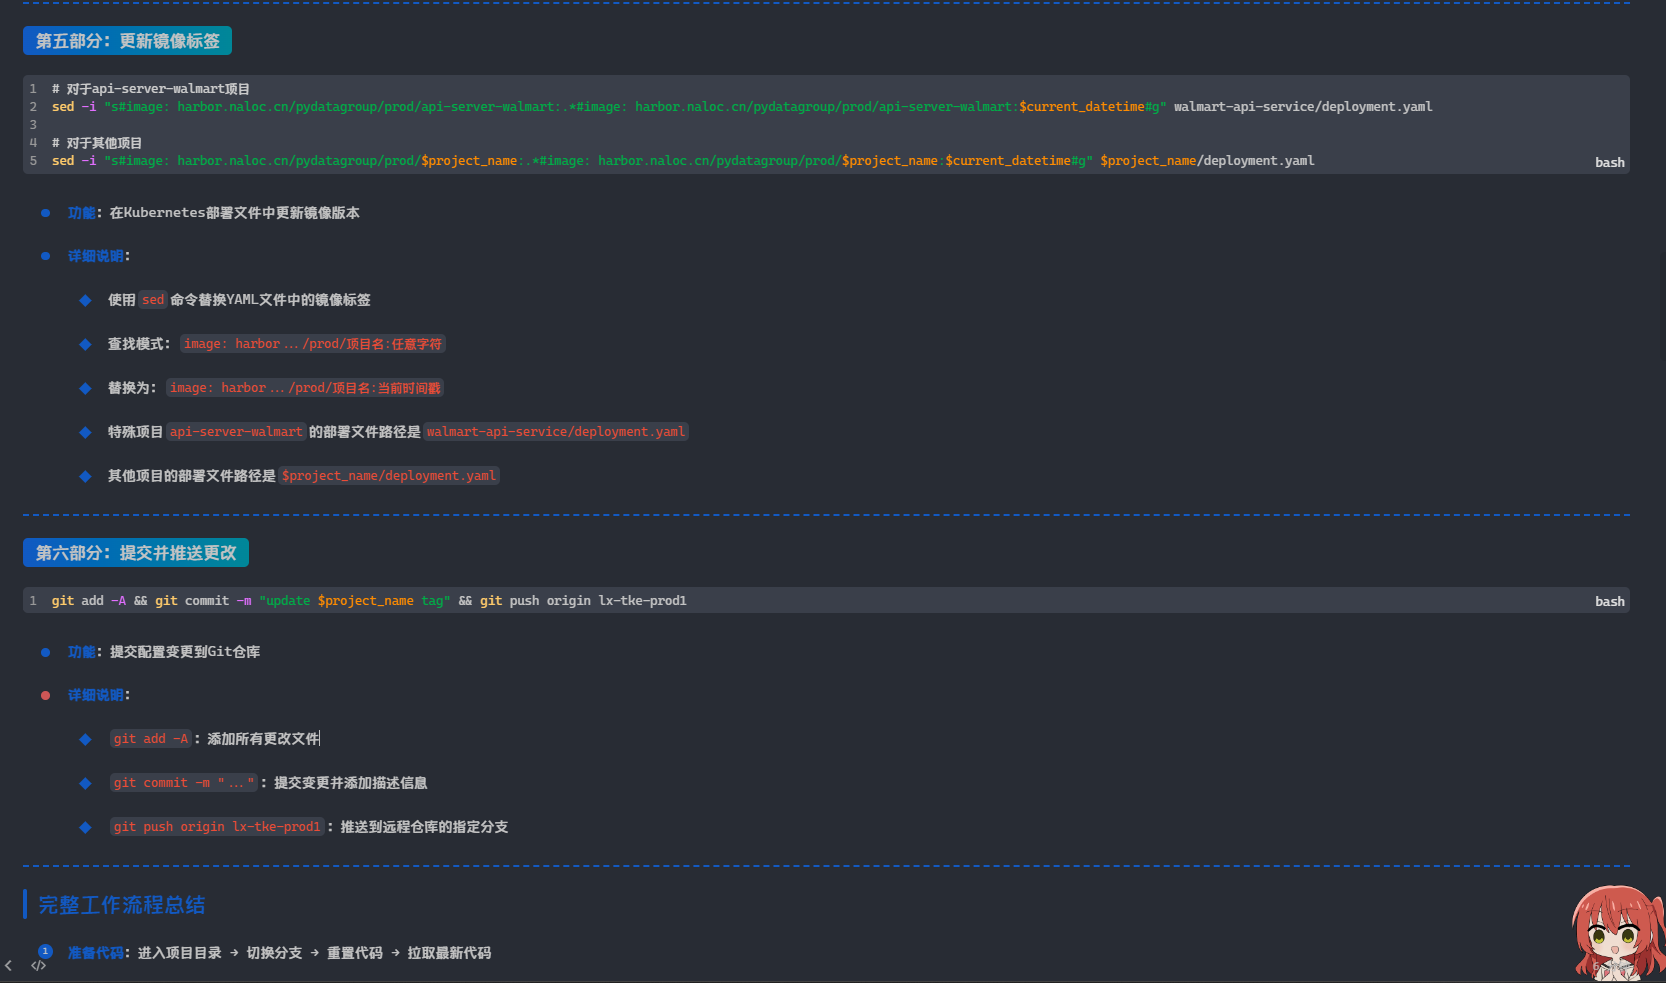 第五部分：更新镜像标签
1 # 对于api-server-walmart项目
2 sed -i "s#image: harbor.naloc.cn/pydatagroup/prod/api-server-walmart:.*#image: harbor.naloc.cn/pydatagroup/prod/api-server-walmart:$current_datetime#g" walmart-api-service/deployment.yaml
3
4 # 对于其他项目
5 sed -i "s#image: harbor.naloc.cn/pydatagroup/prod/$project_name:.*#image: harbor.naloc.cn/pydatagroup/prod/$project_name:$current_datetime#g" $project_name/deployment.yaml
bash
功能：在Kubernetes部署文件中更新镜像版本
详细说明：
使用 sed 命令替换YAML文件中的镜像标签
查找模式： image: harbor.../prod/项目名:任意字符
替换为： image: harbor.../prod/项目名:当前时间戳
特殊项目 api-server-walmart 的部署文件路径是 walmart-api-service/deployment.yaml
其他项目的部署文件路径是 $project_name/deployment.yaml
第六部分：提交并推送更改
1 git add -A && git commit -m "update $project_name tag" && git push origin lx-tke-prod1
bash
功能：提交配置变更到Git仓库
详细说明：
git add -A ：添加所有更改文件
git commit -m "..." ：提交变更并添加描述信息
git push origin lx-tke-prod1 ：推送到远程仓库的指定分支
完整工作流程总结
1 准备代码：进入项目目录 → 切换分支 → 重置代码 → 拉取最新代码